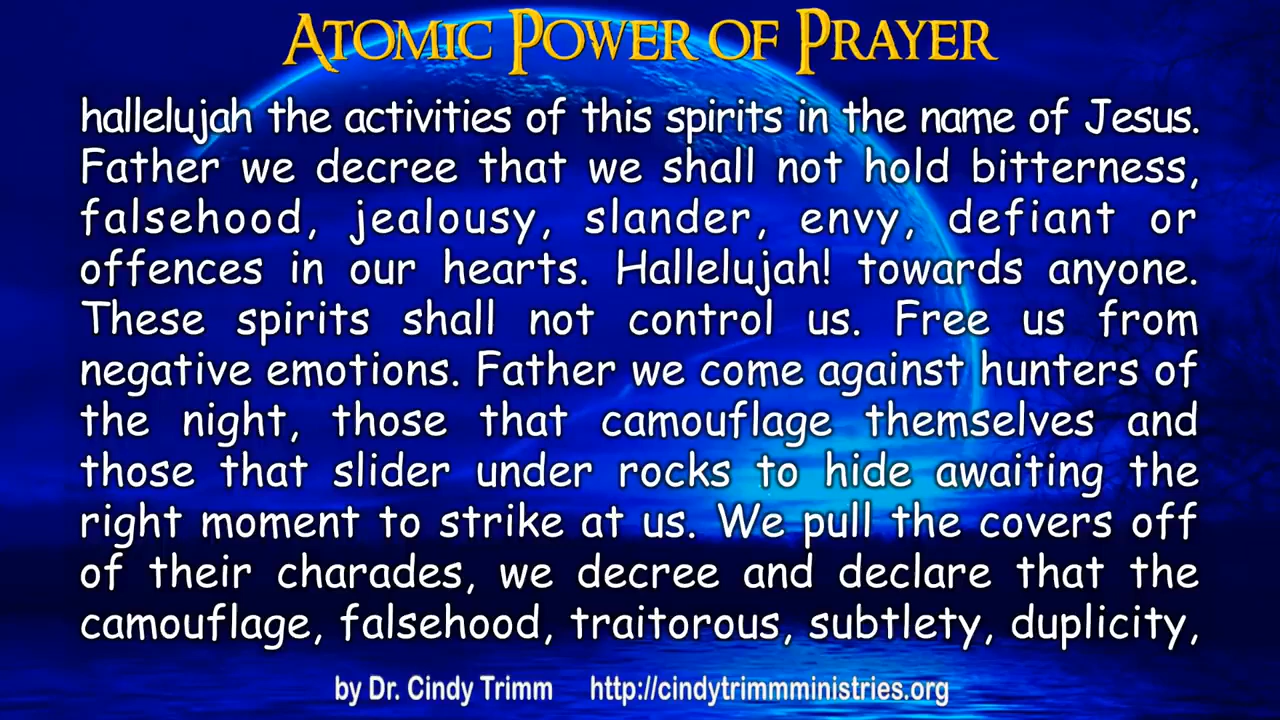 ATOMIC POWER OF PRAYER
hallelujah the activities of this spirits in the name of Jesus.
Father we decree that we shall not hold bitterness,
falsehood, jealousy, slander, envy, defiant or
offences in our hearts. Hallelujah! towards anyone.
These spirits shall not control us. Free us from
negative emotions. Father we come against hunters of
the night, those that camouflage themselves and
those that slider under rocks to hide awaiting the
right moment to strike at us. We pull the covers off
of their charades, we decree and declare that the
camouflage, falsehood, traitorous, subtlety, duplicity,
by Dr. Cindy Trimm http://cindytrimmministries.org